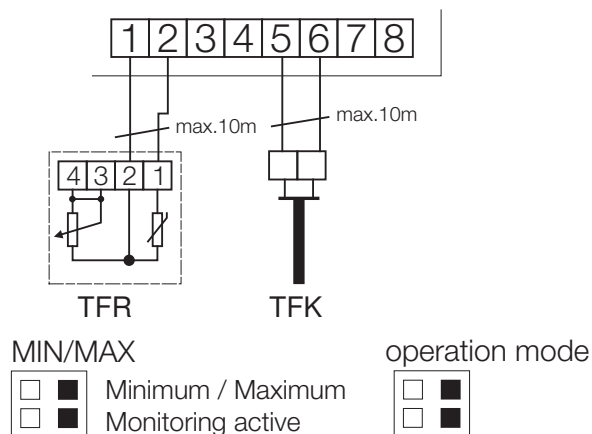 1 2 3 4 5 6 7 8
max.10m
max.10m
4 3 2 1
TFR TFK
MIN/MAX
operation mode
Minimum / Maximum
Monitoring active